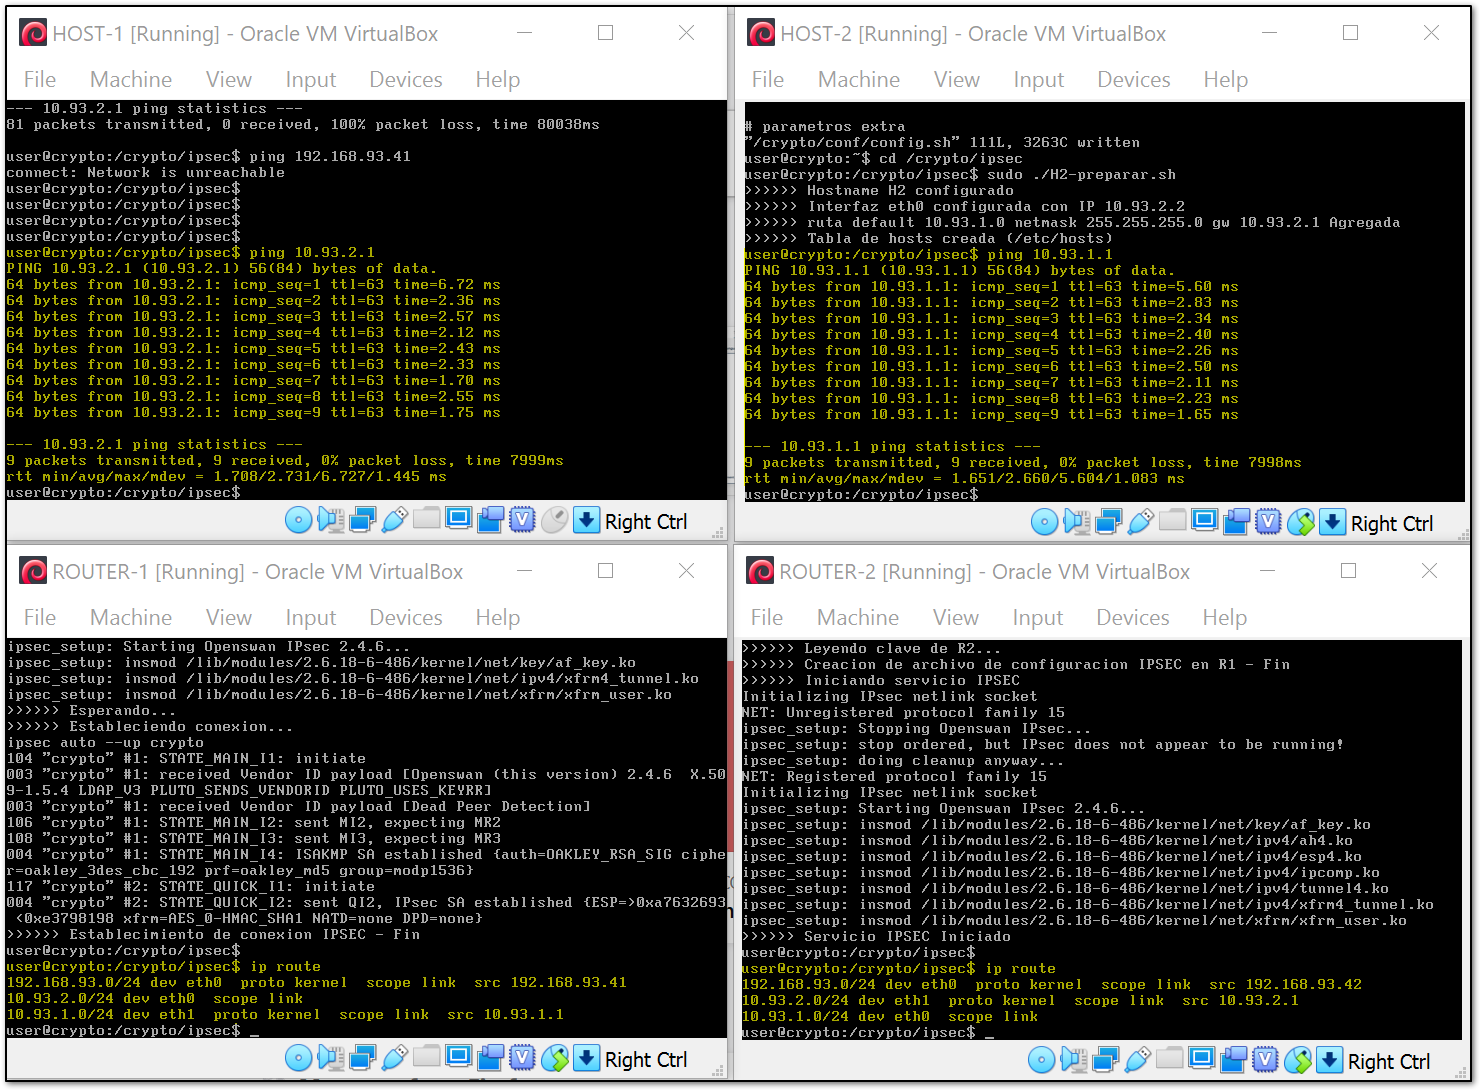 HOST-1 [Running] - Oracle VM VirtualBox
File Machine View Input Devices Help
--- 10.93.2.1 ping statistics ---
81 packets transmitted, 0 received, 100% packet loss, time 80038ms
user@crypto:/crypto/ipsec$ ping 192.168.93.41
connect: Network is unreachable
user@crypto:/crypto/ipsec$
user@crypto:/crypto/ipsec$
user@crypto:/crypto/ipsec$
user@crypto:/crypto/ipsec$
user@crypto:/crypto/ipsec$ ping 10.93.2.1
PING 10.93.2.1 (10.93.2.1) 56(84) bytes of data.
64 bytes from 10.93.2.1: icmp_seq=1 ttl=63 time=6.72 ms
64 bytes from 10.93.2.1: icmp_seq=2 ttl=63 time=2.36 ms
64 bytes from 10.93.2.1: icmp_seq=3 ttl=63 time=2.57 ms
64 bytes from 10.93.2.1: icmp_seq=4 ttl=63 time=2.12 ms
64 bytes from 10.93.2.1: icmp_seq=5 ttl=63 time=2.43 ms
64 bytes from 10.93.2.1: icmp_seq=6 ttl=63 time=2.33 ms
64 bytes from 10.93.2.1: icmp_seq=7 ttl=63 time=1.70 ms
64 bytes from 10.93.2.1: icmp_seq=8 ttl=63 time=2.55 ms
64 bytes from 10.93.2.1: icmp_seq=9 ttl=63 time=1.75 ms
--- 10.93.2.1 ping statistics ---
9 packets transmitted, 9 received, 0% packet loss, time 7999ms
rtt min/avg/max/mdev = 1.708/2.731/6.727/1.445 ms
user@crypto:/crypto/ipsec$
Right Ctrl
HOST-2 [Running] - Oracle VM VirtualBox
File Machine View Input Devices Help
# parametros extra
"/crypto/conf/config.sh" 111L, 3263C written
user@crypto:~$ cd /crypto/ipsec
user@crypto:/crypto/ipsec$ sudo ./H2-preparar.sh
>>>>>> Hostname H2 configurado
>>>>>> Interfaz eth0 configurada con IP 10.93.2.2
>>>>>> ruta default 10.93.1.0 netmask 255.255.255.0 gw 10.93.2.1 Agregada
>>>>>> Tabla de hosts creada (/etc/hosts)
user@crypto:/crypto/ipsec$ ping 10.93.1.1
PING 10.93.1.1 (10.93.1.1) 56(84) bytes of data.
64 bytes from 10.93.1.1: icmp_seq=1 ttl=63 time=5.60 ms
64 bytes from 10.93.1.1: icmp_seq=2 ttl=63 time=2.83 ms
64 bytes from 10.93.1.1: icmp_seq=3 ttl=63 time=2.34 ms
64 bytes from 10.93.1.1: icmp_seq=4 ttl=63 time=2.40 ms
64 bytes from 10.93.1.1: icmp_seq=5 ttl=63 time=2.26 ms
64 bytes from 10.93.1.1: icmp_seq=6 ttl=63 time=2.50 ms
64 bytes from 10.93.1.1: icmp_seq=7 ttl=63 time=2.11 ms
64 bytes from 10.93.1.1: icmp_seq=8 ttl=63 time=2.23 ms
64 bytes from 10.93.1.1: icmp_seq=9 ttl=63 time=1.65 ms
--- 10.93.1.1 ping statistics ---
9 packets transmitted, 9 received, 0% packet loss, time 7998ms
rtt min/avg/max/mdev = 1.651/2.660/5.604/1.083 ms
user@crypto:/crypto/ipsec$
Right Ctrl
ROUTER-1 [Running] - Oracle VM VirtualBox
File Machine View Input Devices Help
ipsec_setup: Starting Openswan IPsec 2.4.6...
ipsec_setup: insmod /lib/modules/2.6.18-6-486/kernel/net/key/af_key.ko
ipsec_setup: insmod /lib/modules/2.6.18-6-486/kernel/net/ipv4/xfrm4_tunnel.ko
ipsec_setup: insmod /lib/modules/2.6.18-6-486/kernel/net/xfrm/xfrm_user.ko
>>>>>> Esperando...
>>>>>> Estableciendo conexion...
ipsec auto --up crypto
104 "crypto" #1: STATE_MAIN_I1: initiate
003 "crypto" #1: received Vendor ID payload [Openswan (this version) 2.4.6  X.50
9-1.5.4 LDAP_V3 PLUTO_SENDS_VENDORID PLUTO_USES_KEYRR]
003 "crypto" #1: received Vendor ID payload [Dead Peer Detection]
106 "crypto" #1: STATE_MAIN_I2: sent MI2, expecting MR2
108 "crypto" #1: STATE_MAIN_I3: sent MI3, expecting MR3
004 "crypto" #1: STATE_MAIN_I4: ISAKMP SA established {auth=OAKLEY_RSA_SIG ciphe
r=oakley_3des_cbc_192 prf=oakley_md5 group=modp1536}
117 "crypto" #2: STATE_QUICK_I1: initiate
004 "crypto" #2: STATE_QUICK_I2: sent QI2, IPsec SA established {ESP=>0xa7632693
<0xe3798198 xfrm=AES_0-HMAC_SHA1 NATD=none DPD=none}
>>>>>> Establecimiento de conexion IPSEC - Fin
user@crypto:/crypto/ipsec$
user@crypto:/crypto/ipsec$ ip route
192.168.93.0/24 dev eth0  proto kernel  scope link  src 192.168.93.41
10.93.2.0/24 dev eth0  scope link
10.93.1.0/24 dev eth1  proto kernel  scope link  src 10.93.1.1
user@crypto:/crypto/ipsec$ _
Right Ctrl
ROUTER-2 [Running] - Oracle VM VirtualBox
File Machine View Input Devices Help
>>>>>> Leyendo clave de R2...
>>>>>> Creacion de archivo de configuracion IPSEC en R1 - Fin
>>>>>> Iniciando servicio IPSEC
Initializing IPsec netlink socket
NET: Unregistered protocol family 15
ipsec_setup: Stopping Openswan IPsec...
ipsec_setup: stop ordered, but IPsec does not appear to be running!
ipsec_setup: doing cleanup anyway...
NET: Registered protocol family 15
Initializing IPsec netlink socket
ipsec_setup: Starting Openswan IPsec 2.4.6...
ipsec_setup: insmod /lib/modules/2.6.18-6-486/kernel/net/key/af_key.ko
ipsec_setup: insmod /lib/modules/2.6.18-6-486/kernel/net/ipv4/ah4.ko
ipsec_setup: insmod /lib/modules/2.6.18-6-486/kernel/net/ipv4/esp4.ko
ipsec_setup: insmod /lib/modules/2.6.18-6-486/kernel/net/ipv4/ipcomp.ko
ipsec_setup: insmod /lib/modules/2.6.18-6-486/kernel/net/ipv4/tunnel4.ko
ipsec_setup: insmod /lib/modules/2.6.18-6-486/kernel/net/ipv4/xfrm4_tunnel.ko
ipsec_setup: insmod /lib/modules/2.6.18-6-486/kernel/net/xfrm/xfrm_user.ko
>>>>>> Servicio IPSEC Iniciado
user@crypto:/crypto/ipsec$
user@crypto:/crypto/ipsec$ ip route
192.168.93.0/24 dev eth0  proto kernel  scope link  src 192.168.93.42
10.93.2.0/24 dev eth1  proto kernel  scope link  src 10.93.2.1
10.93.1.0/24 dev eth0  scope link
user@crypto:/crypto/ipsec$ _
Right Ctrl